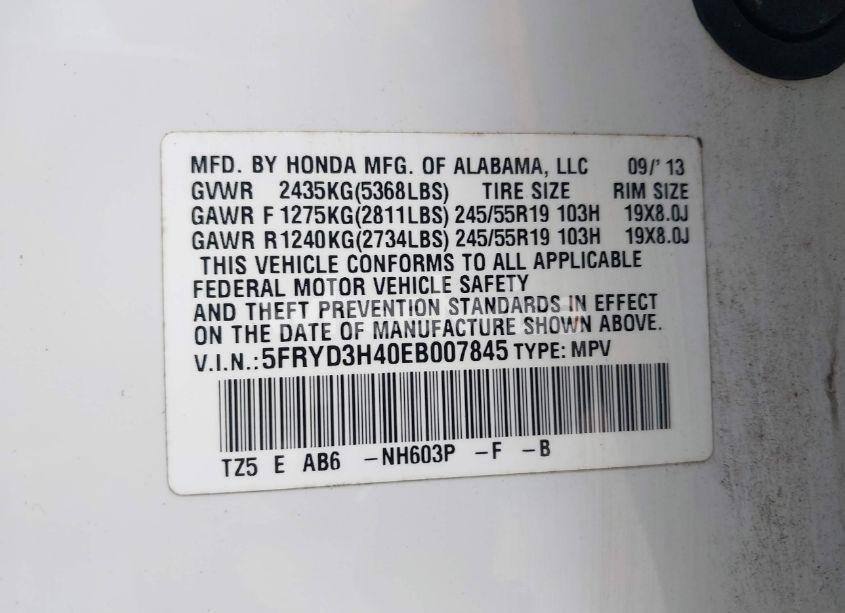 MFD. BY HONDA MFG. OF ALABAMA, LLC 09/' 13
GVWR 2435KG(5368LBS) TIRE SIZE RIM SIZE
GAWR F 1275KG(2811LBS) 245/55R19 103H 19X8.0J
GAWR R 1240KG(2734LBS) 245/55R19 103H 19X8.0J
THIS VEHICLE CONFORMS TO ALL APPLICABLE
FEDERAL MOTOR VEHICLE SAFETY
AND THEFT PREVENTION STANDARDS IN EFFECT
ON THE DATE OF MANUFACTURE SHOWN ABOVE.
V.I.N.:5FRYD3H40EB007845 TYPE: MPV
TZ5 E AB6 -NH603P -F -B